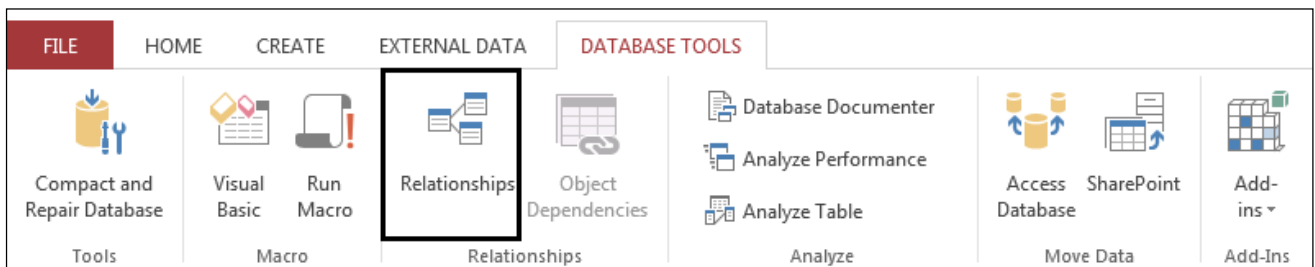 FILE HOME CREATE EXTERNAL DATA DATABASE TOOLS
Compact and
Repair Database
Tools
Visual
Basic
Run
Macro
Macro
Relationships
Object
Dependencies
Relationships
Database Documenter
Analyze Performance
Analyze Table
Analyze
Access
Database
SharePoint
Move Data
Add-
ins
Add-Ins